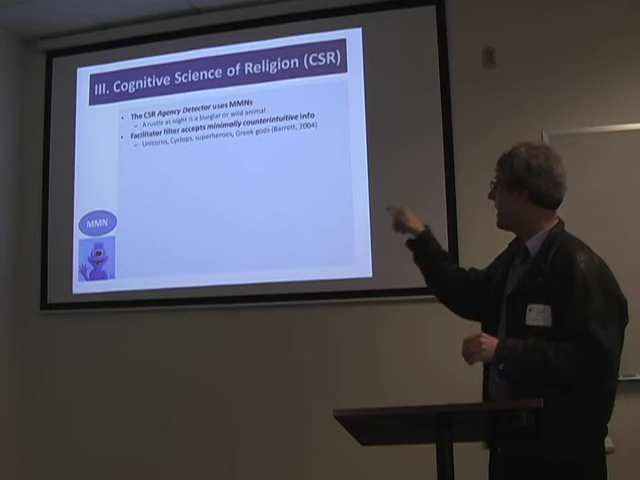 III. Cognitive Science of Religion (CSR)
• The CSR Agency Detector uses MMNs
– A rustle at night is a burglar or wild animal
• Facilitator filter accepts minimally counterintuitive info
– Unicorns, Cyclops, superheroes, Greek gods (Barrett, 2004)
MMN